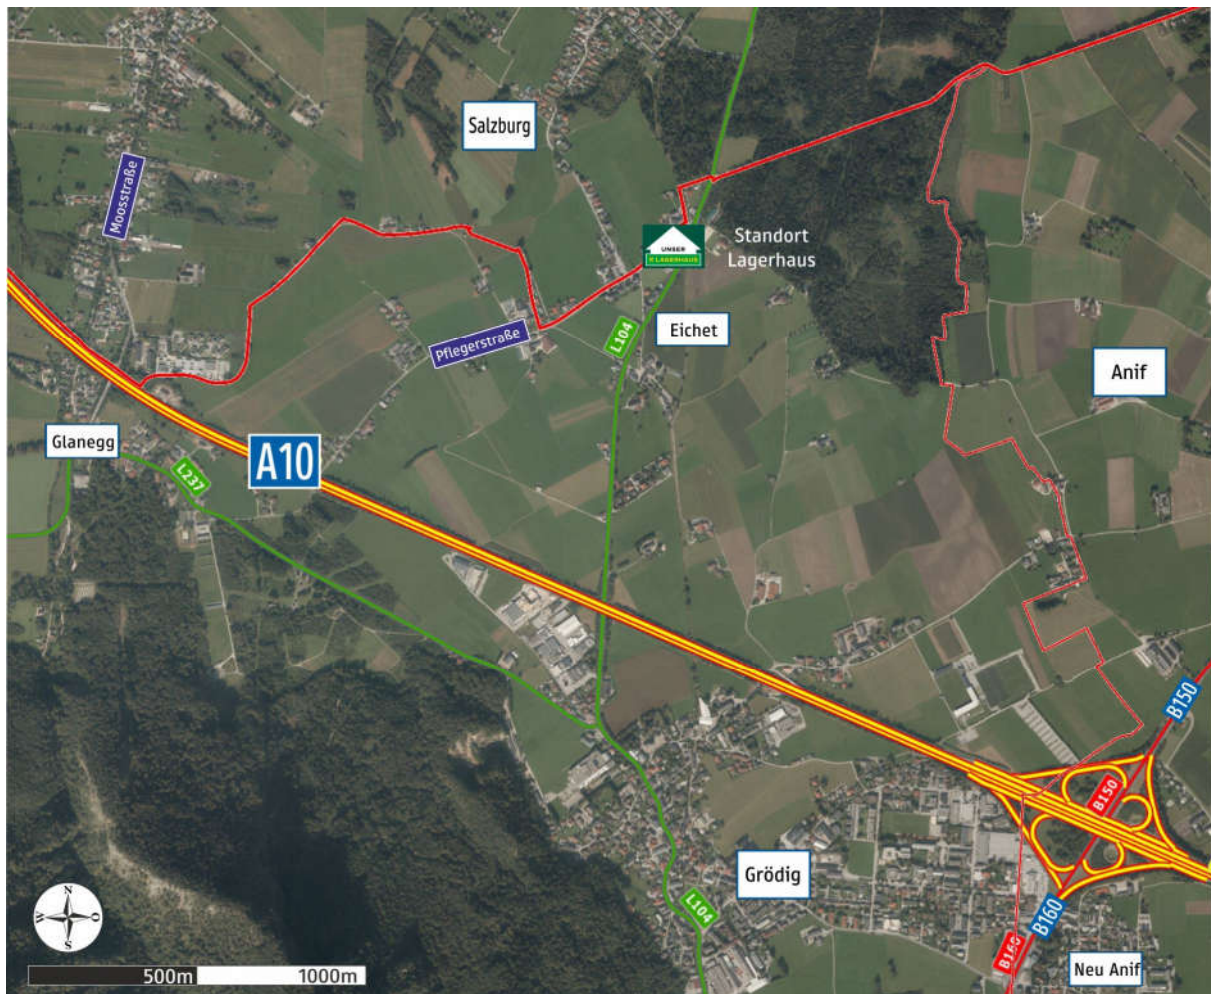 Salzburg
Moosstraße
UNSER
LAGERHAUS
Standort
Lagerhaus
L104
Eichet
Pflegerstraße
Anif
Glanegg
A10
L237
B150
B150
Grödig
L104
B160
B160
Neu Anif
N
W
O
S
500m
1000m